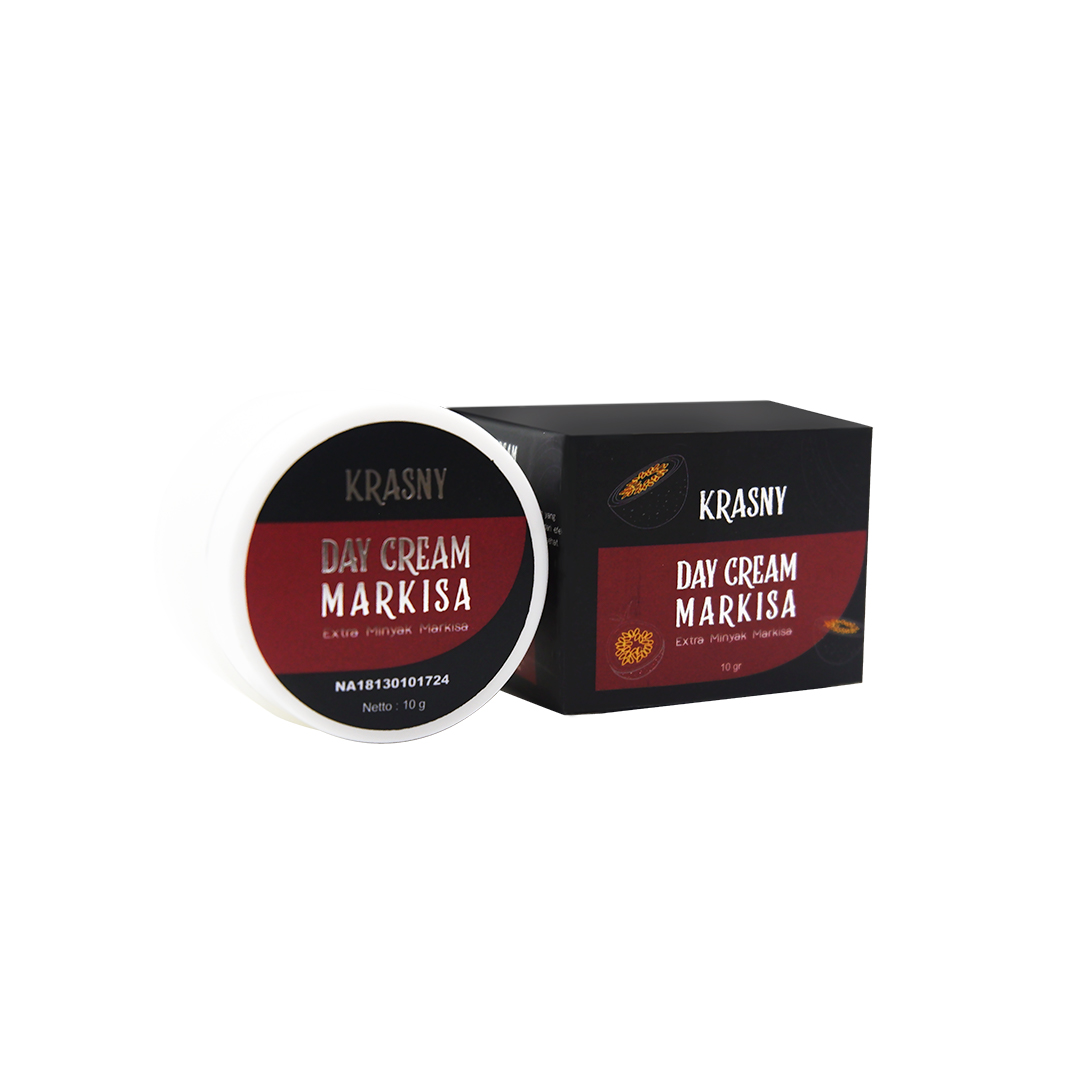 KRASNY
DAY CREAM
MARKISA
Extra Minyak Markisa
NA18130101724
Netto : 10 g
KRASNY
DAY CREAM
MARKISA
Extra Minyak Markisa
10 gr